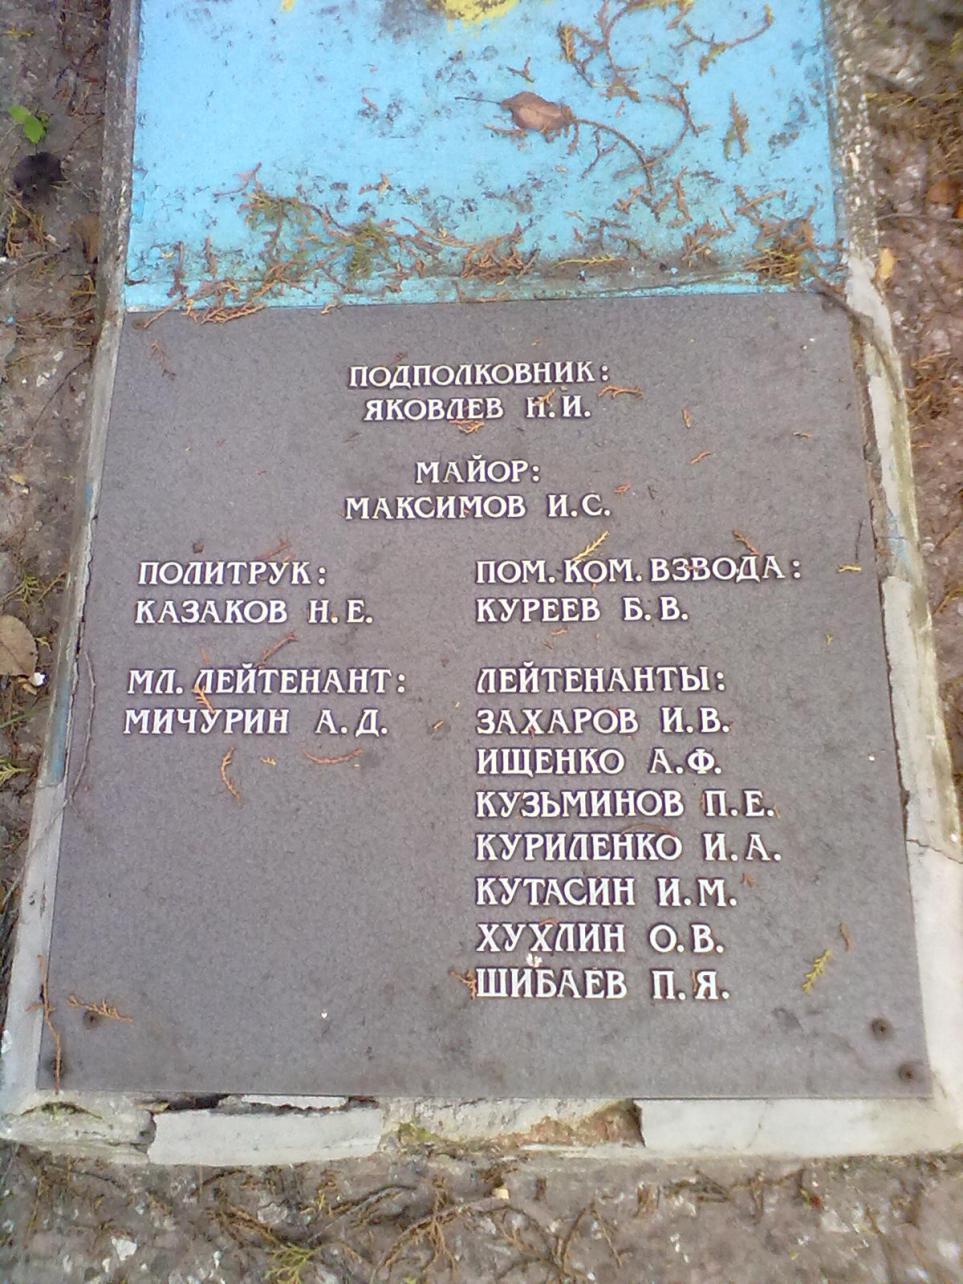 ПОДПОЛКОВНИК:
ЯКОВЛЕВ Н.И.
МАЙОР:
МАКСИМОВ И.С.
ПОЛИТРУК:
КАЗАКОВ Н.Е.
МЛ. ЛЕЙТЕНАНТ:
МИЧУРИН А.Д.
ПОМ. КОМ. ВЗВОДА:
КУРЕЕВ Б.В.
ЛЕЙТЕНАНТЫ:
ЗАХАРОВ И.В.
ИЩЕНКО А.Ф.
КУЗЬМИНОВ П.Е.
КУРИЛЕНКО И.А.
КУТАСИН И.М.
ХУХЛИН О.В.
ШИБАЕВ П.Я.